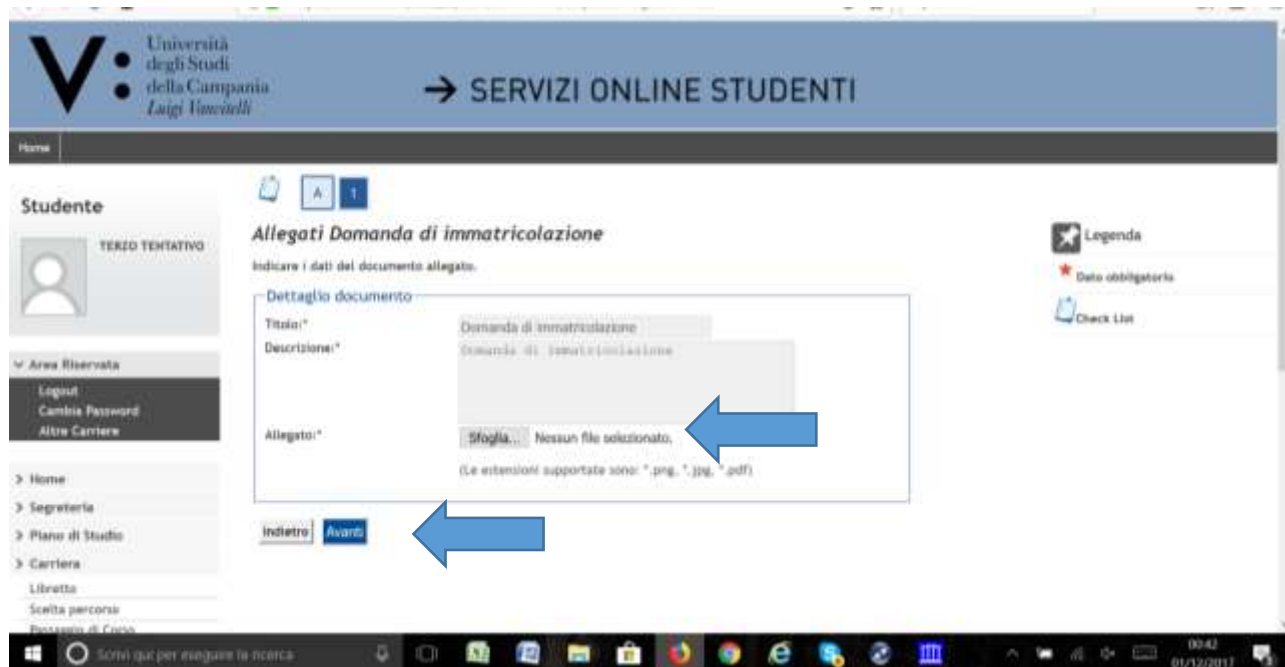 Università
degli Studi
della Campania
Luigi Vanvitelli
→ SERVIZI ONLINE STUDENTI
Home
Studente
TERZO TENTATIVO
Area Riservata
Logout
Cambia Password
Altre Carriere
Home
Segreteria
Piano di Studio
Carriera
Libretto
Scelta percorso
Passaggio di Corso
A 1
Allegati Domanda di immatricolazione
Indicare i dati del documento allegato.
Dettaglio documento
Titolo:* Domanda di immatricolazione
Descrizione:* Domanda di immatricolazione
Allegato:* Sfoglia... Nessun file selezionato.
(Le estensioni supportate sono: *.png, *.jpg, *.pdf)
Indietro Avanti
Legenda
Dato obbligatorio
Check List
Scrivi qui per eseguire la ricerca
00:42
01/12/2017